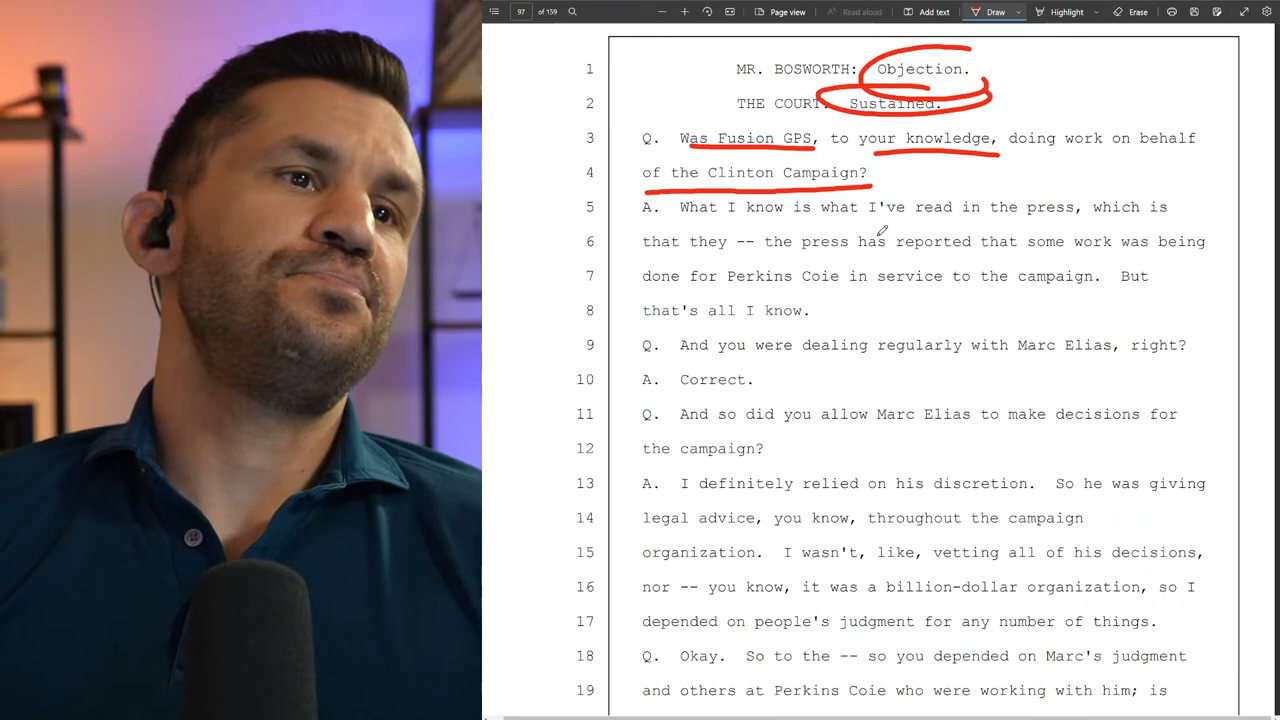 97 of 159 Page view Read aloud Add text Draw Highlight Erase
1 MR. BOSWORTH: Objection.
2 THE COURT: Sustained.
3 Q. Was Fusion GPS, to your knowledge, doing work on behalf
4 of the Clinton Campaign?
5 A. What I know is what I've read in the press, which is
6 that they -- the press has reported that some work was being
7 done for Perkins Coie in service to the campaign. But
8 that's all I know.
9 Q. And you were dealing regularly with Marc Elias, right?
10 A. Correct.
11 Q. And so did you allow Marc Elias to make decisions for
12 the campaign?
13 A. I definitely relied on his discretion. So he was giving
14 legal advice, you know, throughout the campaign
15 organization. I wasn't, like, vetting all of his decisions,
16 nor -- you know, it was a billion-dollar organization, so I
17 depended on people's judgment for any number of things.
18 Q. Okay. So to the -- so you depended on Marc's judgment
19 and others at Perkins Coie who were working with him; is